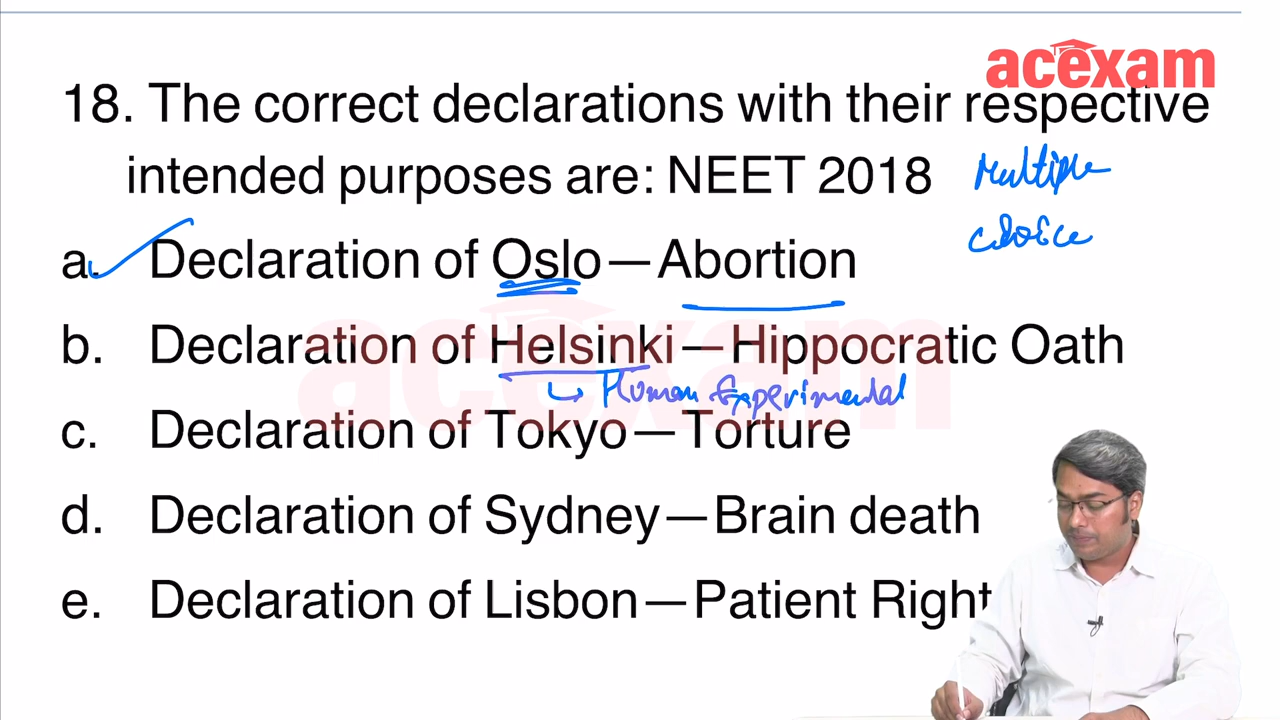 acexam
18. The correct declarations with their respective
intended purposes are: NEET 2018
Multiple
choice
a. Declaration of Oslo—Abortion
b. Declaration of Helsinki—Hippocratic Oath
↳ Human Experimental
c. Declaration of Tokyo—Torture
d. Declaration of Sydney—Brain death
e. Declaration of Lisbon—Patient Right
acexam